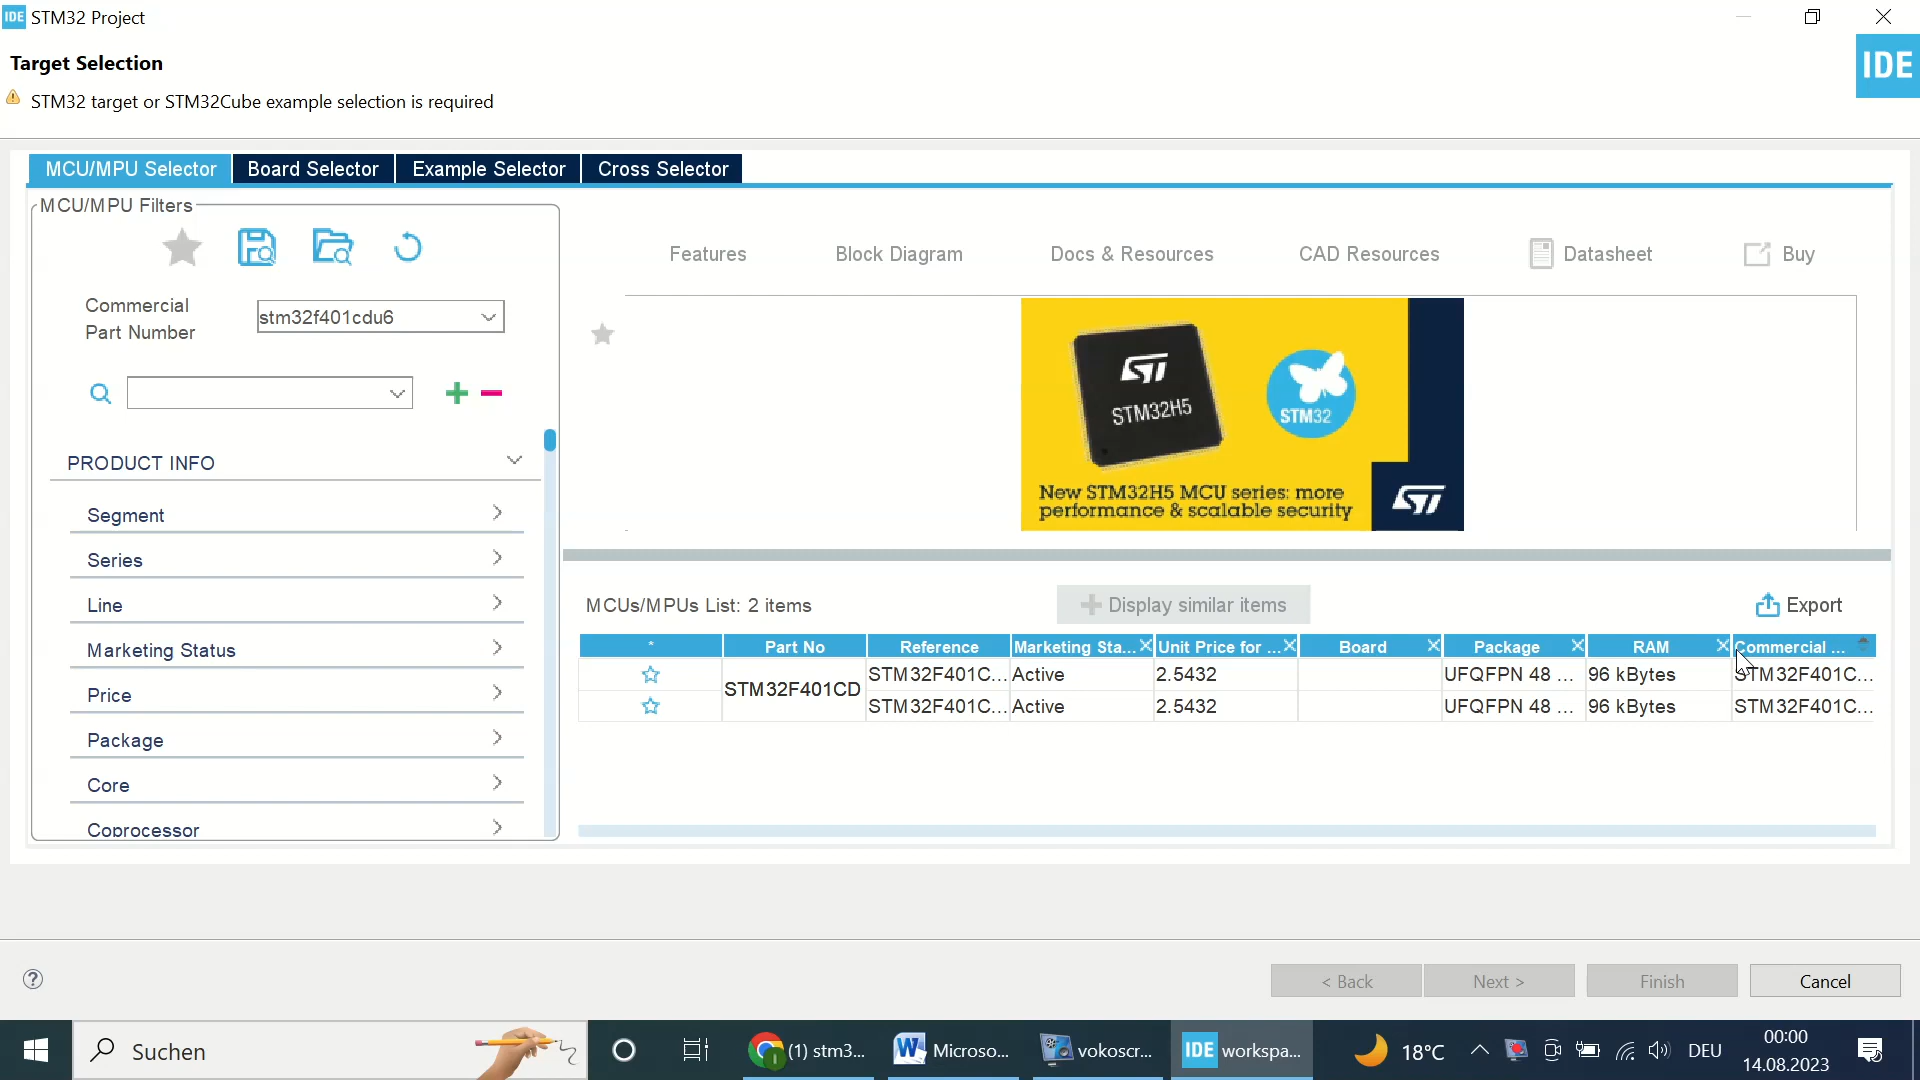 IDE STM32 Project
Target Selection
STM32 target or STM32Cube example selection is required
IDE
MCU/MPU Selector Board Selector Example Selector Cross Selector
MCU/MPU Filters
Commercial
Part Number
stm32f401cdu6
PRODUCT INFO
Segment
Series
Line
Marketing Status
Price
Package
Core
Coprocessor
Features Block Diagram Docs & Resources CAD Resources Datasheet Buy
ST
STM32H5
STM32
New STM32H5 MCU series: more
performance & scalable security
ST
MCUs/MPUs List: 2 items
Display similar items
Export
* Part No Reference Marketing Sta... Unit Price for ... Board Package RAM Commercial ...
STM32F401CD
STM32F401C... Active 2.5432 UFQFPN 48 ... 96 kBytes STM32F401C...
STM32F401C... Active 2.5432 UFQFPN 48 ... 96 kBytes STM32F401C...
?
< Back Next > Finish Cancel
Suchen
(1) stm3...
W Microso...
vokoscr...
IDE workspa...
18°C
DEU
00:00
14.08.2023